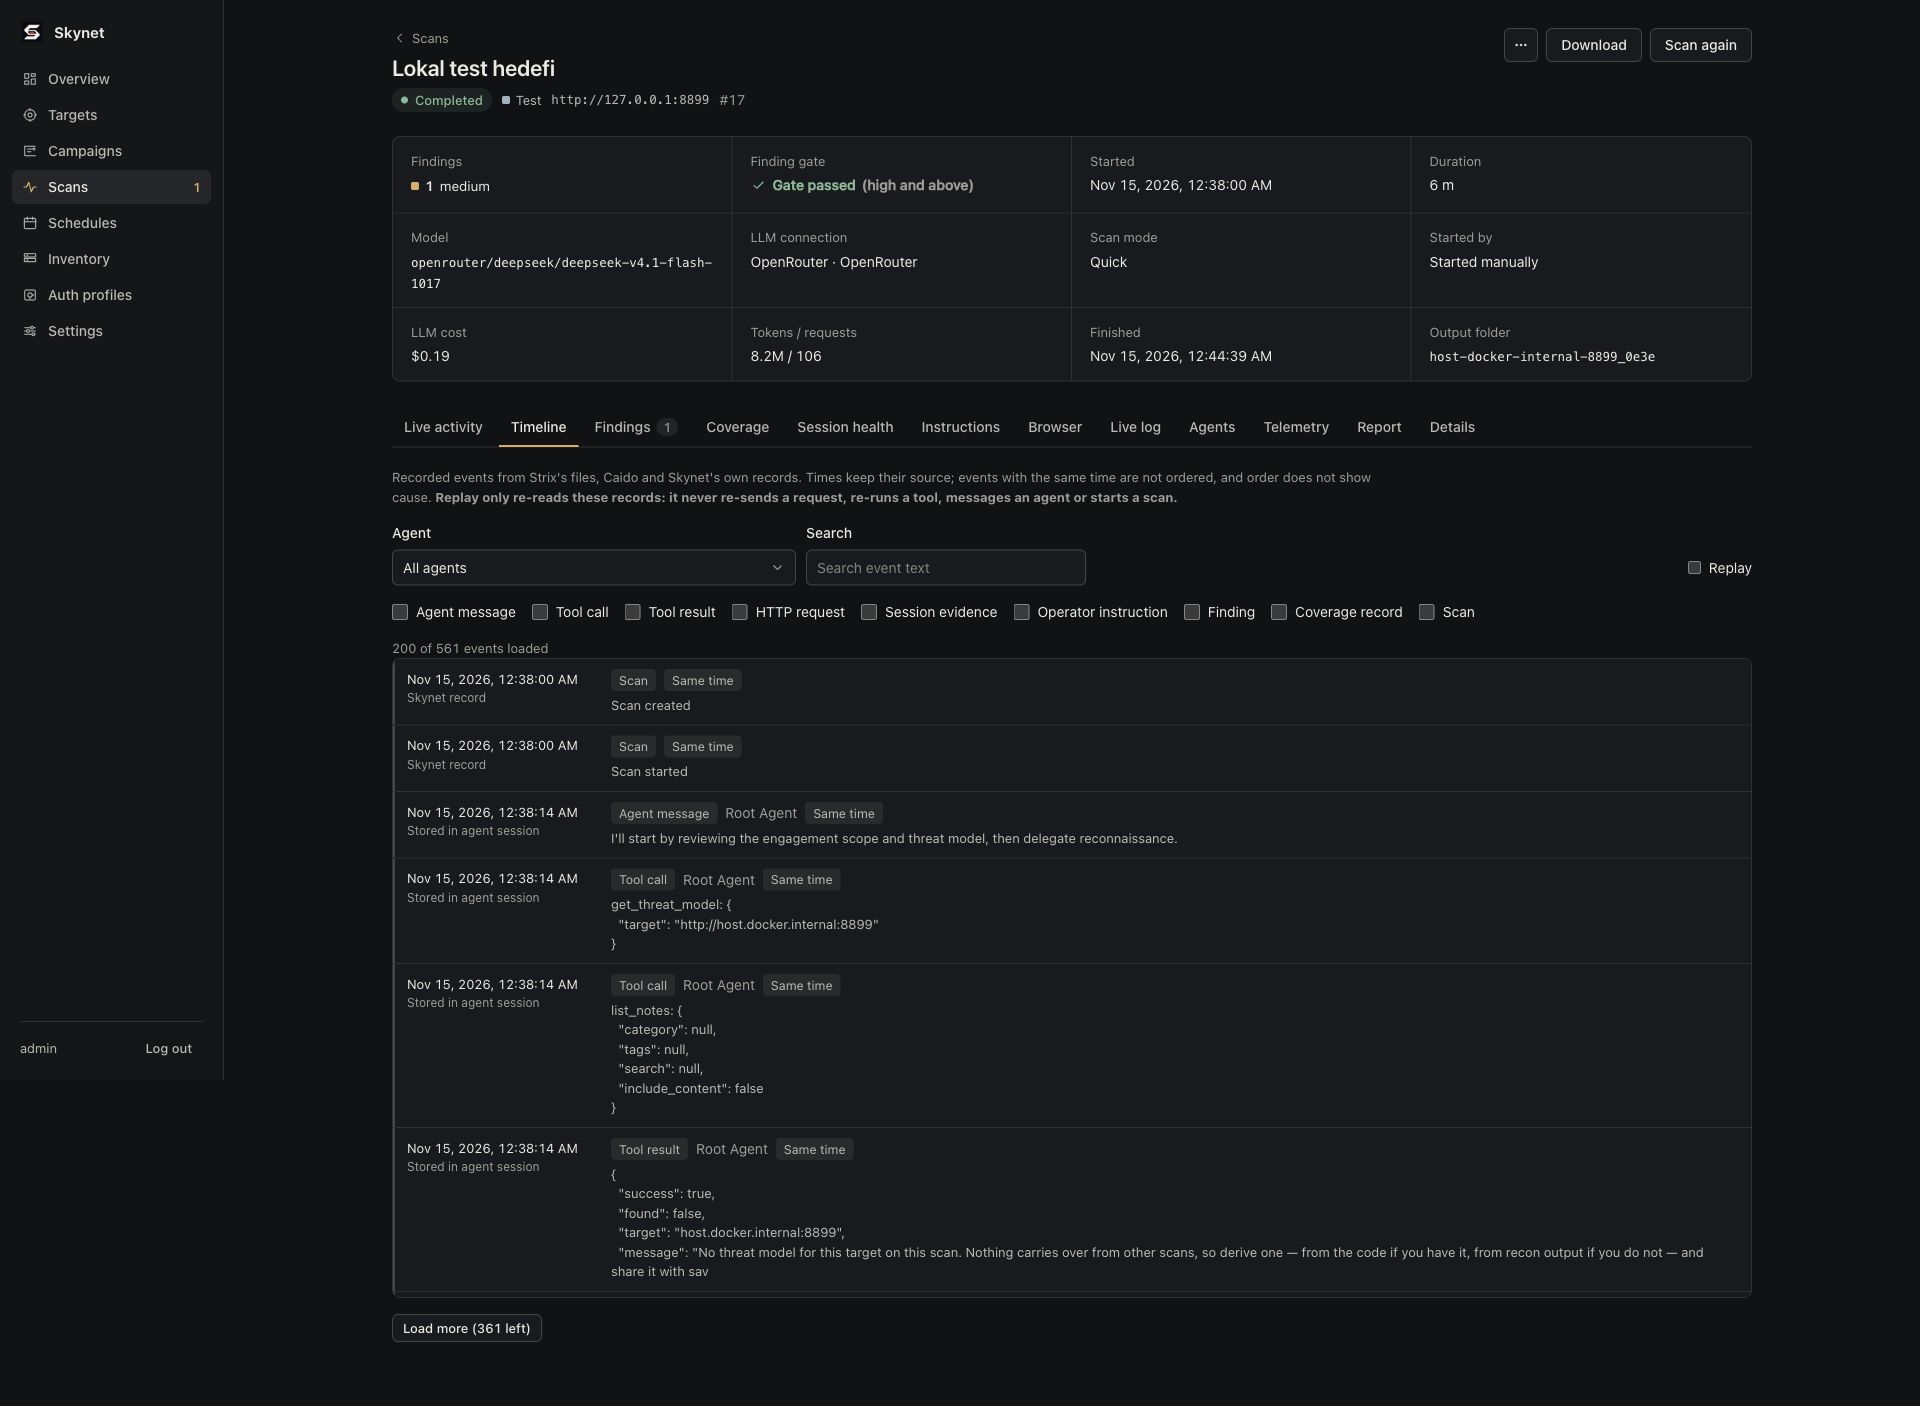 Skynet
Overview
Targets
Campaigns
Scans 1
Schedules
Inventory
Auth profiles
Settings
admin Log out
Scans
Lokal test hedefi
Completed Test http://127.0.0.1:8899 #17
... Download Scan again
Findings
1 medium
Finding gate
Gate passed (high and above)
Started
Nov 15, 2026, 12:38:00 AM
Duration
6 m
Model
openrouter/deepseek/deepseek-v4.1-flash-
1017
LLM connection
OpenRouter · OpenRouter
Scan mode
Quick
Started by
Started manually
LLM cost
$0.19
Tokens / requests
8.2M / 106
Finished
Nov 15, 2026, 12:44:39 AM
Output folder
host-docker-internal-8899_0e3e
Live activity Timeline Findings 1 Coverage Session health Instructions Browser Live log Agents Telemetry Report Details
Recorded events from Strix's files, Caido and Skynet's own records. Times keep their source; events with the same time are not ordered, and order does not show
cause. Replay only re-reads these records: it never re-sends a request, re-runs a tool, messages an agent or starts a scan.
Agent
All agents
Search
Search event text
Replay
Agent message Tool call Tool result HTTP request Session evidence Operator instruction Finding Coverage record Scan
200 of 561 events loaded
Nov 15, 2026, 12:38:00 AM
Skynet record
Scan Same time
Scan created
Nov 15, 2026, 12:38:00 AM
Skynet record
Scan Same time
Scan started
Nov 15, 2026, 12:38:14 AM
Stored in agent session
Agent message Root Agent Same time
I'll start by reviewing the engagement scope and threat model, then delegate reconnaissance.
Nov 15, 2026, 12:38:14 AM
Stored in agent session
Tool call Root Agent Same time
get_threat_model: {
"target": "http://host.docker.internal:8899"
}
Nov 15, 2026, 12:38:14 AM
Stored in agent session
Tool call Root Agent Same time
list_notes: {
"category": null,
"tags": null,
"search": null,
"include_content": false
}
Nov 15, 2026, 12:38:14 AM
Stored in agent session
Tool result Root Agent Same time
{
"success": true,
"found": false,
"target": "host.docker.internal:8899",
"message": "No threat model for this target on this scan. Nothing carries over from other scans, so derive one — from the code if you have it, from recon output if you do not — and
share it with sav
Load more (361 left)